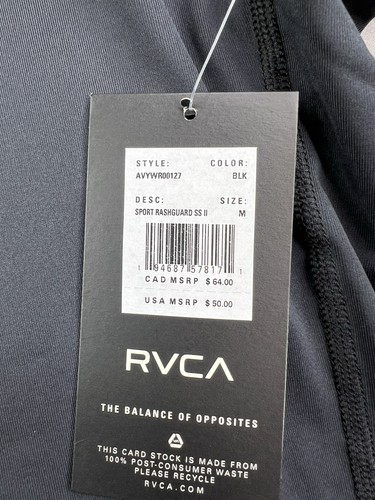 STYLE: COLOR:
AVYWR00127 BLK
DESC: SIZE:
SPORT RASHGUARD SS II M
1 94687 57817 1
CAD MSRP $ 64.00
USA MSRP $ 50.00
RVCA
THE BALANCE OF OPPOSITES
THIS CARD STOCK IS MADE FROM
100% POST-CONSUMER WASTE
PLEASE RECYCLE
RVCA.COM